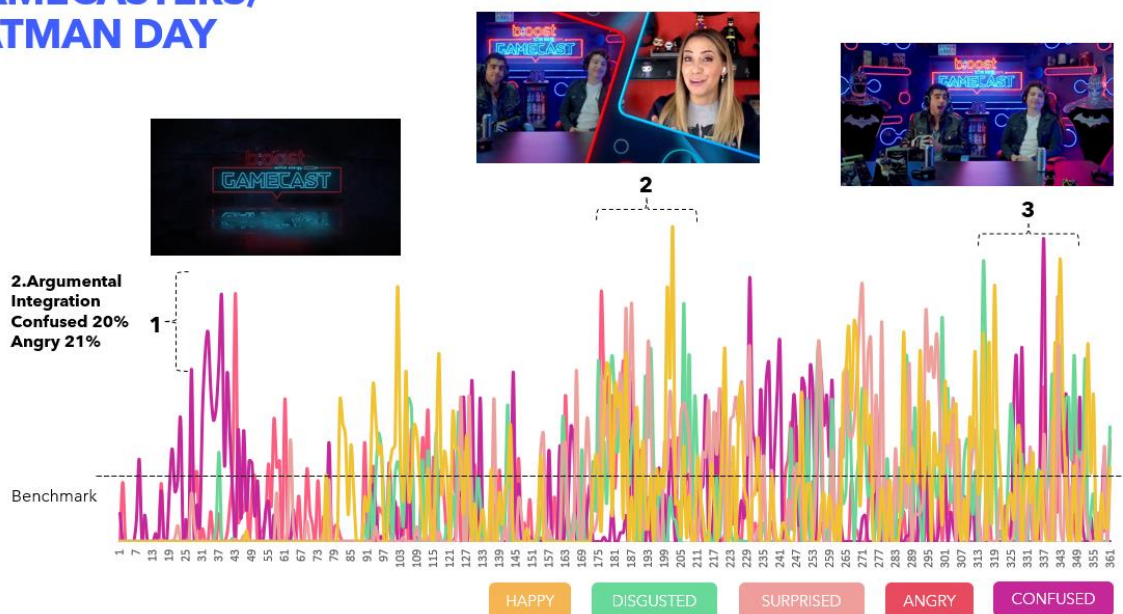 ATMAN DAY
boost
GAMECAST
boost
GAMECAST
boost
GAMECAST
2
3
2.Argumental
Integration
Confused 20%
Angry 21%
1
Benchmark
1 7 13 19 25 31 37 43 49 55 61 67 73 79 85 91 97 103 109 115 121 127 133 139 145 151 157 163 169 175 181 187 193 199 205 211 217 223 229 235 241 247 253 259 265 271 277 283 289 295 301 307 313 319 325 331 337 343 349 355 361
HAPPY
DISGUSTED
SURPRISED
ANGRY
CONFUSED